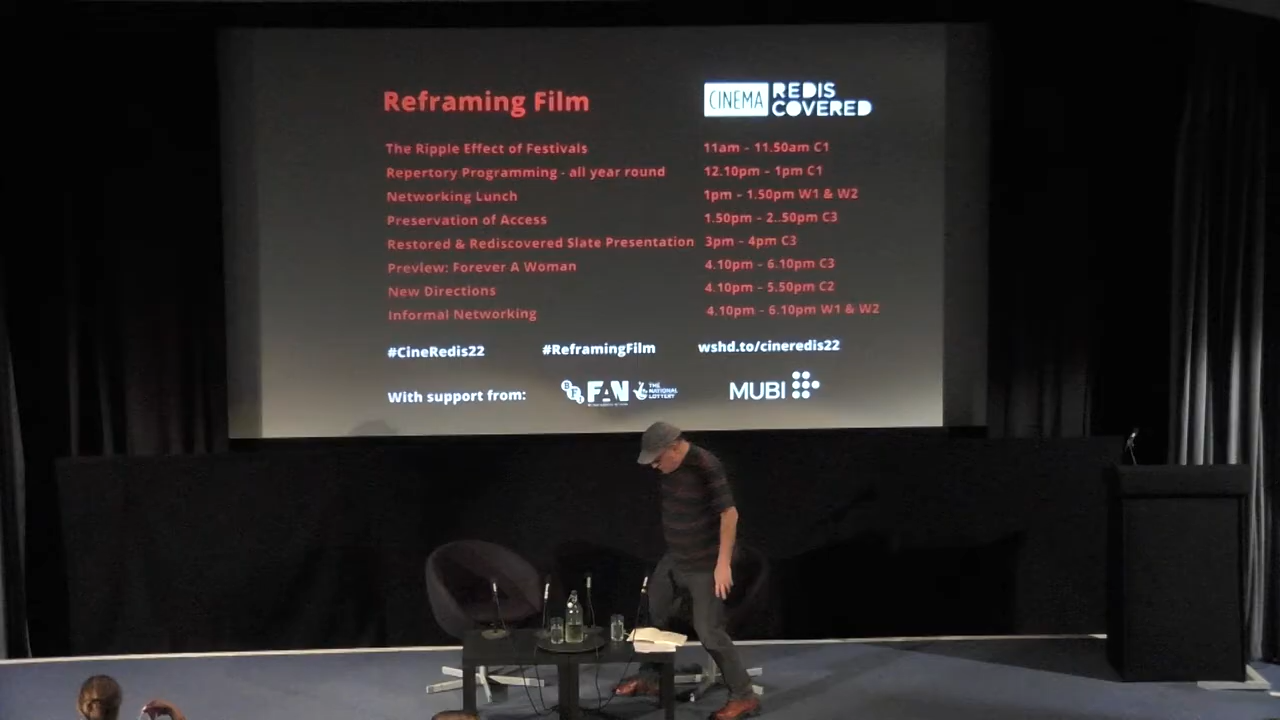 Reframing Film
CINEMA REDIS COVERED
The Ripple Effect of Festivals 11am - 11.50am C1
Repertory Programming - all year round 12.10pm - 1pm C1
Networking Lunch 1pm - 1.50pm W1 & W2
Preservation of Access 1.50pm - 2..50pm C3
Restored & Rediscovered Slate Presentation 3pm - 4pm C3
Preview: Forever A Woman 4.10pm - 6.10pm C3
New Directions 4.10pm - 5.50pm C2
Informal Networking 4.10pm - 6.10pm W1 & W2
#CineRedis22 #ReframingFilm wshd.to/cineredis22
With support from: BFI FAN THE NATIONAL LOTTERY MUBI